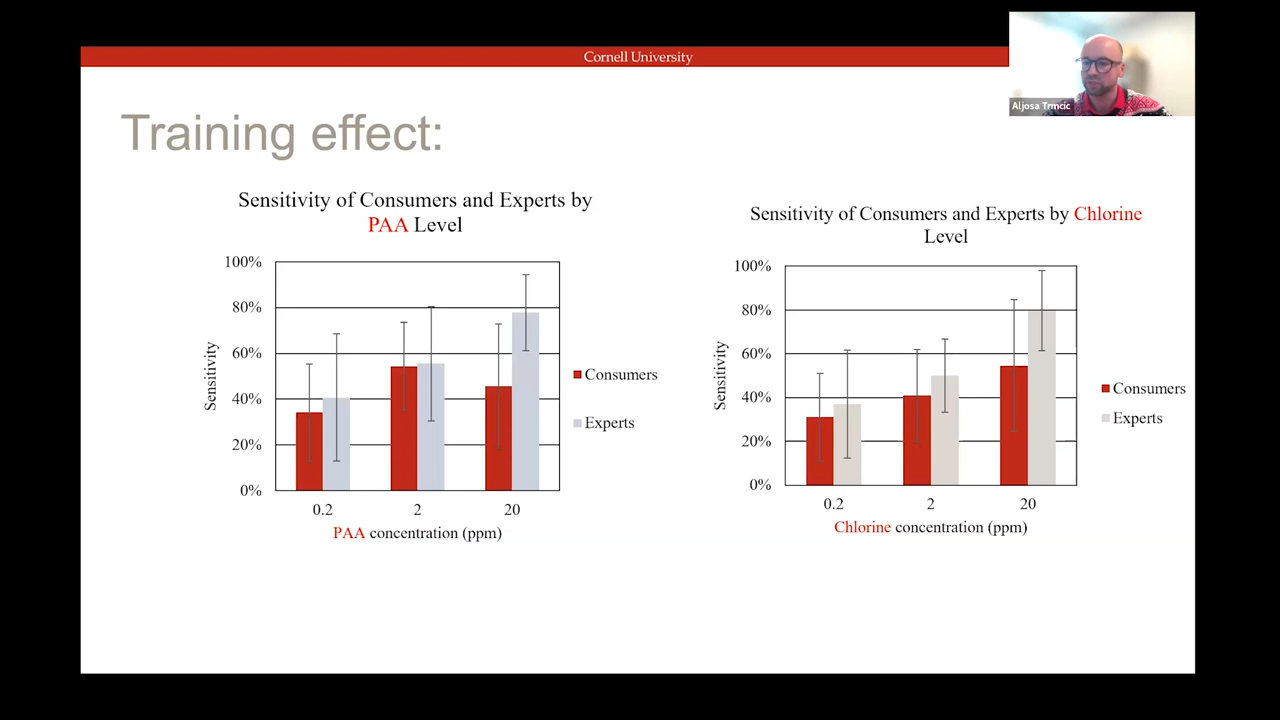 Cornell University
Aljosa Trmcic
Training effect:
Sensitivity of Consumers and Experts by
PAA Level
100%
80%
60%
40%
20%
0%
Sensitivity
0.2
2
20
PAA concentration (ppm)
Consumers
Experts
Sensitivity of Consumers and Experts by Chlorine
Level
100%
80%
60%
40%
20%
0%
Sensitivity
0.2
2
20
Chlorine concentration (ppm)
Consumers
Experts